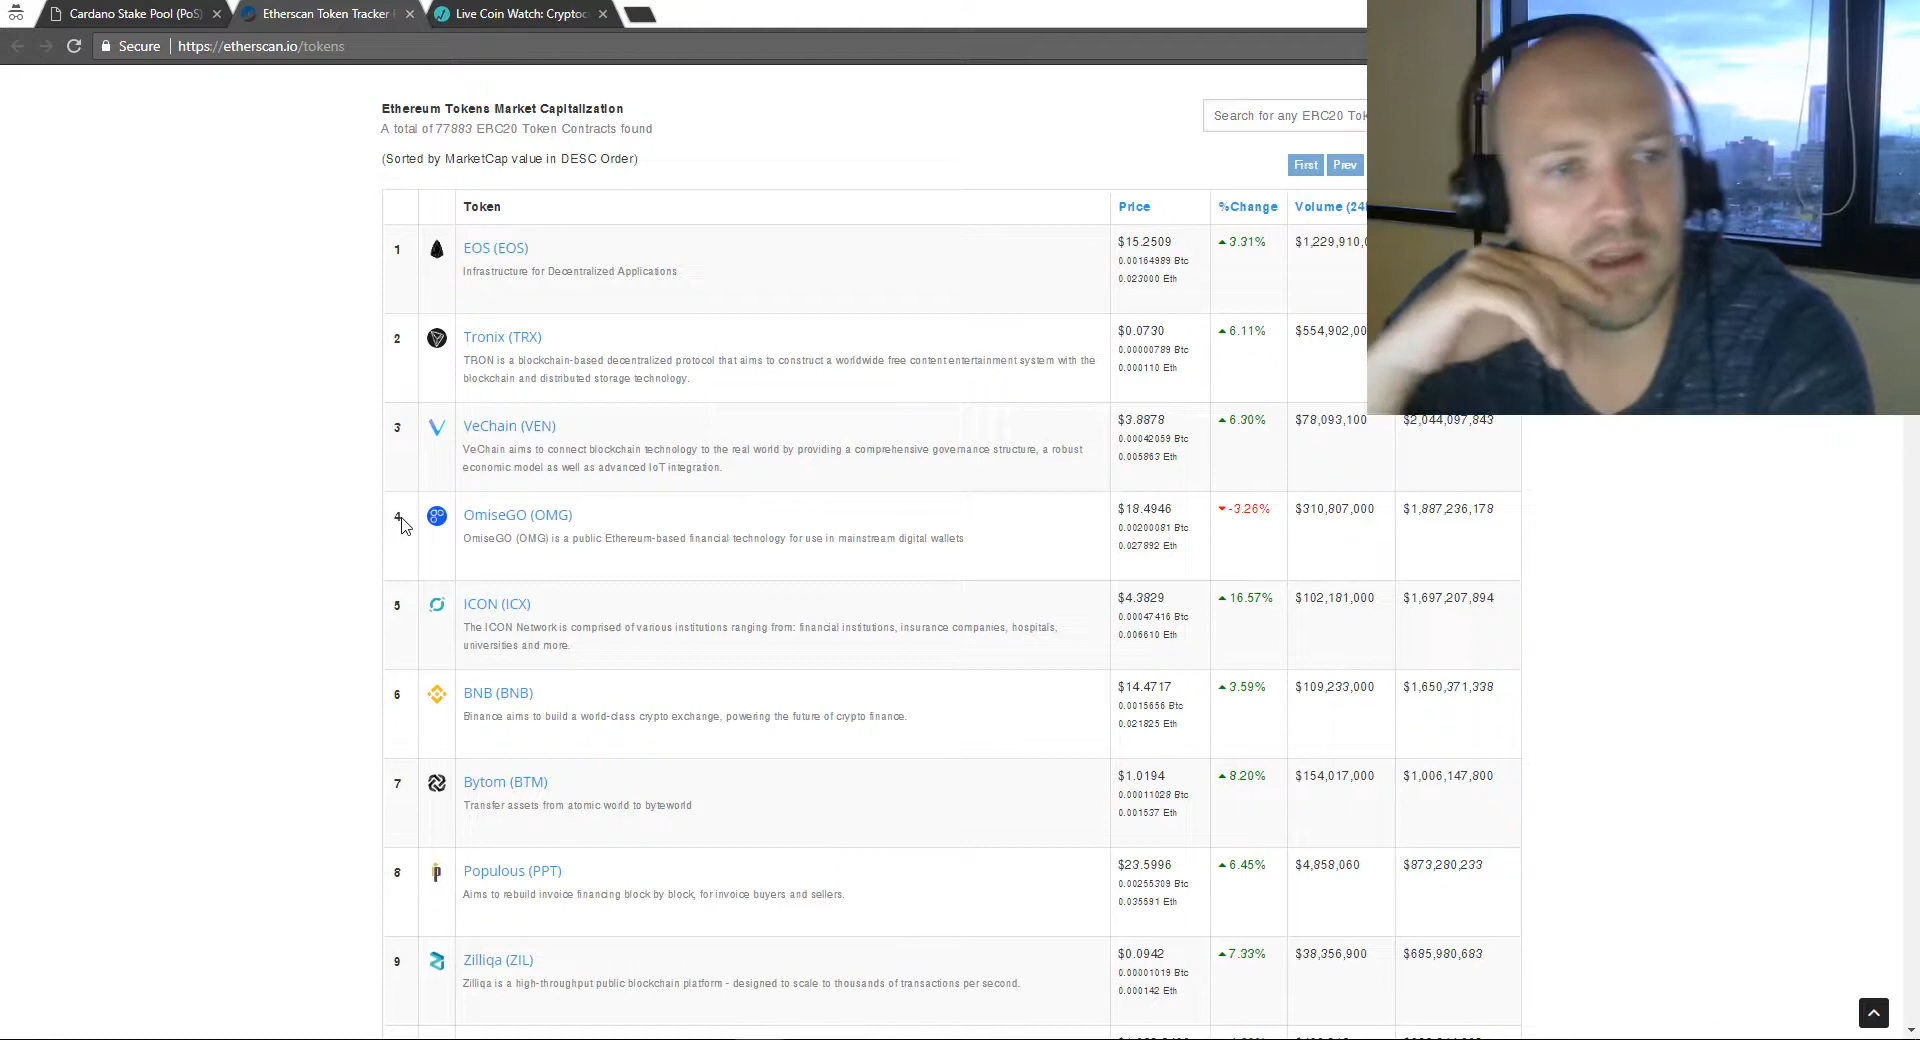 Cardano Stake Pool (PoS)
Etherscan Token Tracker
Live Coin Watch: Cryptoc
Secure
https://etherscan.io/tokens
Ethereum Tokens Market Capitalization
A total of 77883 ERC20 Token Contracts found
Search for any ERC20 Tok
(Sorted by MarketCap value in DESC Order)
First Prev
Token Price %Change Volume (24
1 EOS (EOS) $15.2509 3.31% $1,229,910,0
Infrastructure for Decentralized Applications
0.00164989 Btc
0.023000 Eth
2 Tronix (TRX) $0.0730 6.11% $554,902,00
TRON is a blockchain-based decentralized protocol that aims to construct a worldwide free content entertainment system with the
blockchain and distributed storage technology.
0.00000789 Btc
0.000110 Eth
3 VeChain (VEN) $3.8878 6.30% $78,093,100 $2,044,097,843
VeChain aims to connect blockchain technology to the real world by providing a comprehensive governance structure, a robust
economic model as well as advanced IoT integration.
0.00042059 Btc
0.005863 Eth
4 OmiseGO (OMG) $18.4946 -3.26% $310,807,000 $1,887,236,178
OmiseGO (OMG) is a public Ethereum-based financial technology for use in mainstream digital wallets
0.00200081 Btc
0.027892 Eth
5 ICON (ICX) $4.3829 16.57% $102,181,000 $1,697,207,894
The ICON Network is comprised of various institutions ranging from: financial institutions, insurance companies, hospitals,
universities and more.
0.00047416 Btc
0.006610 Eth
6 BNB (BNB) $14.4717 3.59% $109,233,000 $1,650,371,338
Binance aims to build a world-class crypto exchange, powering the future of crypto finance.
0.0015656 Btc
0.021825 Eth
7 Bytom (BTM) $1.0194 8.20% $154,017,000 $1,006,147,800
Transfer assets from atomic world to byteworld
0.00011028 Btc
0.001537 Eth
8 Populous (PPT) $23.5996 6.45% $4,858,060 $873,280,233
Aims to rebuild invoice financing block by block, for invoice buyers and sellers.
0.00255309 Btc
0.035591 Eth
9 Zilliqa (ZIL) $0.0942 7.33% $38,356,900 $685,980,683
Zilliqa is a high-throughput public blockchain platform - designed to scale to thousands of transactions per second.
0.00001019 Btc
0.000142 Eth